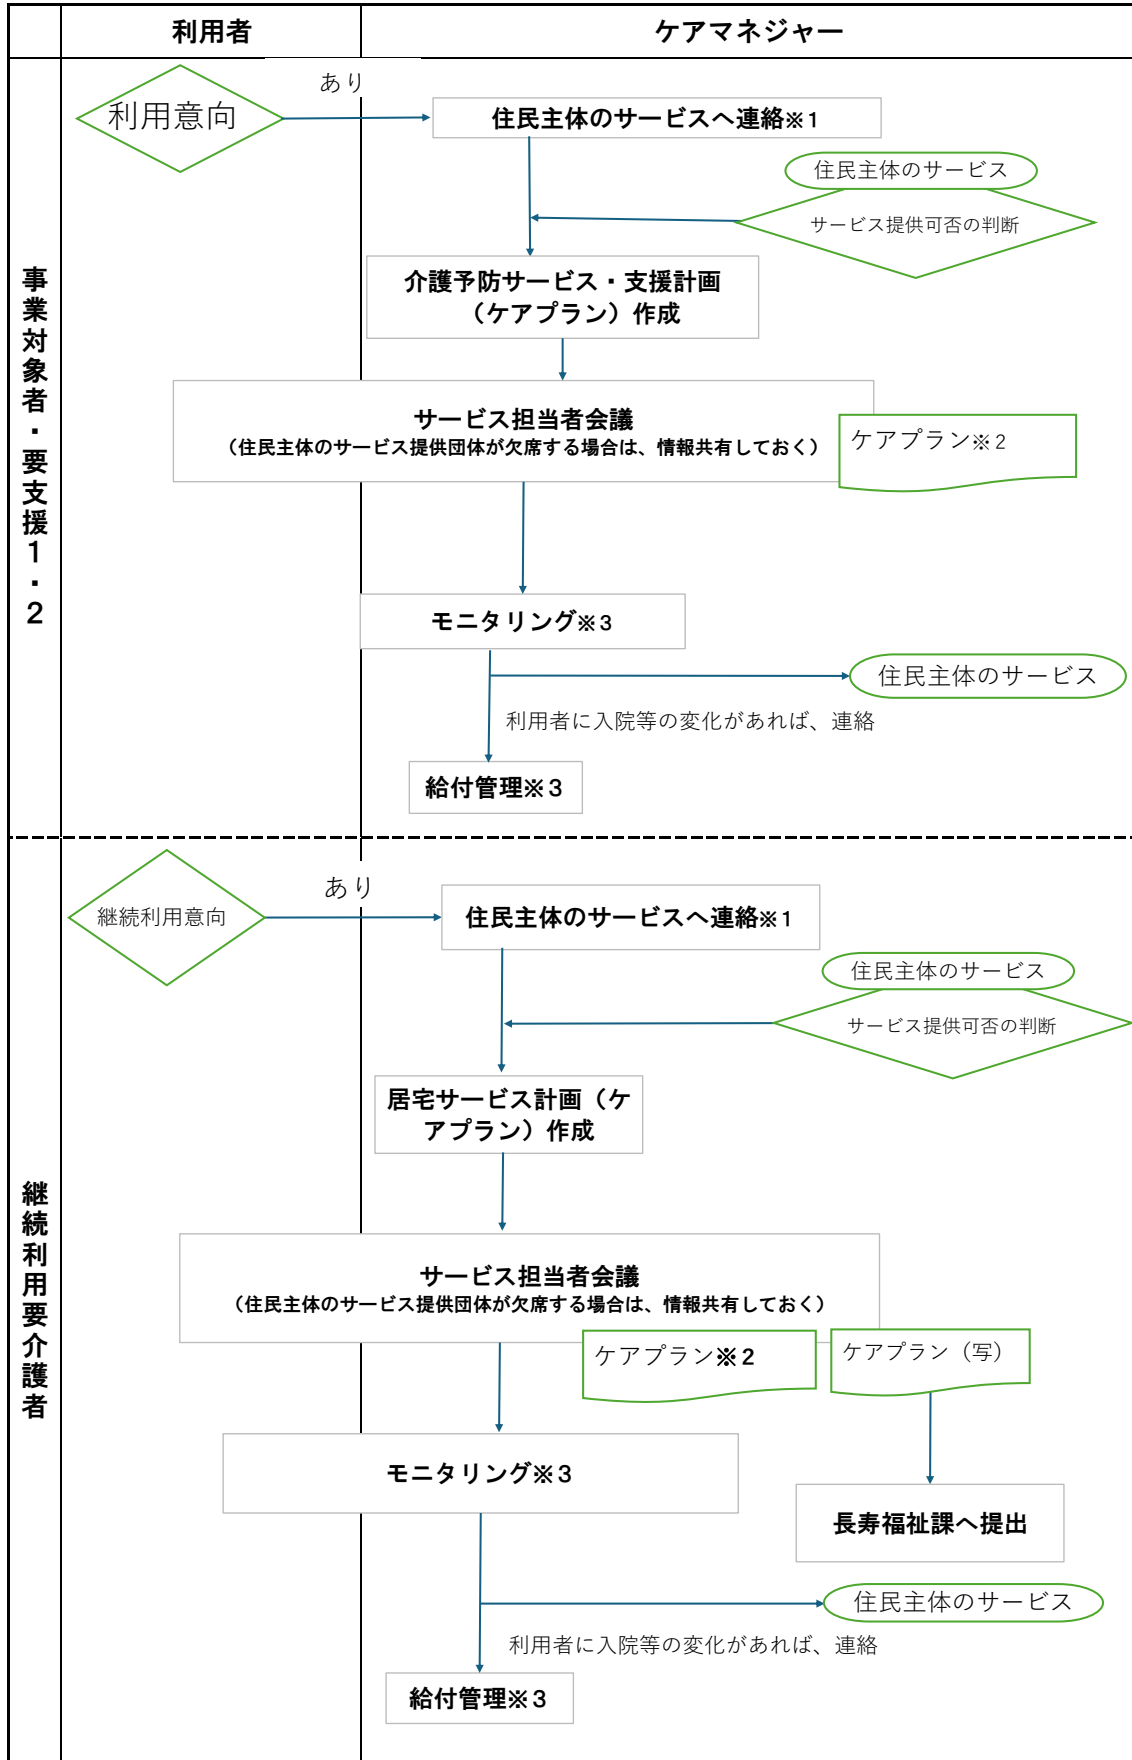 利用者
ケアマネジャー
事業対象者・要支援1・2
利用意向
あり
住民主体のサービスへ連絡※1
住民主体のサービス
サービス提供可否の判断
介護予防サービス・支援計画
（ケアプラン）作成
サービス担当者会議
（住民主体のサービス提供団体が欠席する場合は、情報共有しておく）
ケアプラン※2
モニタリング※3
住民主体のサービス
利用者に入院等の変化があれば、連絡
給付管理※3
継続利用要介護者
継続利用意向
あり
住民主体のサービスへ連絡※1
住民主体のサービス
サービス提供可否の判断
居宅サービス計画（ケ
アプラン）作成
サービス担当者会議
（住民主体のサービス提供団体が欠席する場合は、情報共有しておく）
ケアプラン※2
ケアプラン（写）
モニタリング※3
長寿福祉課へ提出
住民主体のサービス
利用者に入院等の変化があれば、連絡
給付管理※3